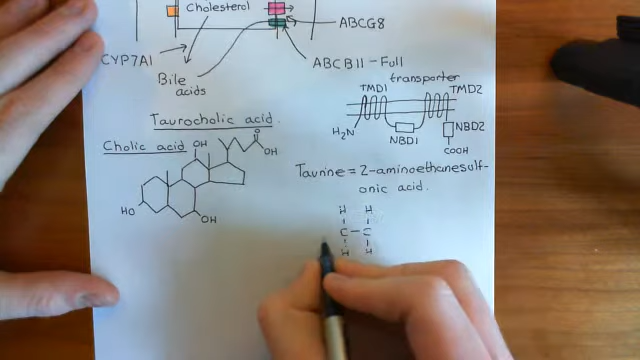 Cholesterol
ABCG8
CYP7A1
ABCB11 - Full
transporter
Bile
acids
TMD1
TMD2
H₂N
NBD1
NBD2
COOH
Taurocholic acid.
Cholic acid
OH
O
OH
HO
OH
Taurine = 2-aminoethanesulf-
onic acid.
H H
C - C
H H